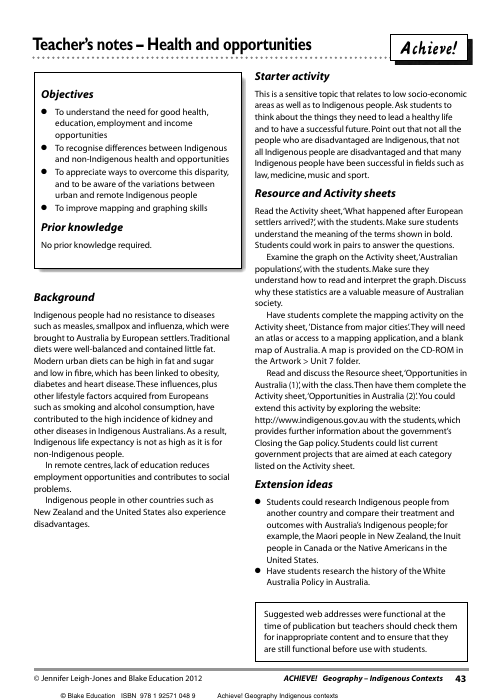 Teacher's notes – Health and opportunities
Achieve!
Objectives
● To understand the need for good health,
education, employment and income
opportunities
● To recognise differences between Indigenous
and non-Indigenous health and opportunities
● To appreciate ways to overcome this disparity,
and to be aware of the variations between
urban and remote Indigenous people
● To improve mapping and graphing skills
Prior knowledge
No prior knowledge required.
Background
Indigenous people had no resistance to diseases
such as measles, smallpox and influenza, which were
brought to Australia by European settlers. Traditional
diets were well-balanced and contained little fat.
Modern urban diets can be high in fat and sugar
and low in fibre, which has been linked to obesity,
diabetes and heart disease. These influences, plus
other lifestyle factors acquired from Europeans
such as smoking and alcohol consumption, have
contributed to the high incidence of kidney and
other diseases in Indigenous Australians. As a result,
Indigenous life expectancy is not as high as it is for
non-Indigenous people.
In remote centres, lack of education reduces
employment opportunities and contributes to social
problems.
Indigenous people in other countries such as
New Zealand and the United States also experience
disadvantages.
Starter activity
This is a sensitive topic that relates to low socio-economic
areas as well as to Indigenous people. Ask students to
think about the things they need to lead a healthy life
and to have a successful future. Point out that not all the
people who are disadvantaged are Indigenous, that not
all Indigenous people are disadvantaged and that many
Indigenous people have been successful in fields such as
law, medicine, music and sport.
Resource and Activity sheets
Read the Activity sheet, 'What happened after European
settlers arrived?', with the students. Make sure students
understand the meaning of the terms shown in bold.
Students could work in pairs to answer the questions.
Examine the graph on the Activity sheet, 'Australian
populations', with the students. Make sure they
understand how to read and interpret the graph. Discuss
why these statistics are a valuable measure of Australian
society.
Have students complete the mapping activity on the
Activity sheet, 'Distance from major cities'. They will need
an atlas or access to a mapping application, and a blank
map of Australia. A map is provided on the CD-ROM in
the Artwork > Unit 7 folder.
Read and discuss the Resource sheet, 'Opportunities in
Australia (1)', with the class. Then have them complete the
Activity sheet, 'Opportunities in Australia (2)'. You could
extend this activity by exploring the website:
http://www.indigenous.gov.au with the students, which
provides further information about the government's
Closing the Gap policy. Students could list current
government projects that are aimed at each category
listed on the Activity sheet.
Extension ideas
● Students could research Indigenous people from
another country and compare their treatment and
outcomes with Australia's Indigenous people; for
example, the Maori people in New Zealand, the Inuit
people in Canada or the Native Americans in the
United States.
● Have students research the history of the White
Australia Policy in Australia.
Suggested web addresses were functional at the
time of publication but teachers should check them
for inappropriate content and to ensure that they
are still functional before use with students.
© Jennifer Leigh-Jones and Blake Education 2012
ACHIEVE! Geography – Indigenous Contexts 43
© Blake Education ISBN 978 1 92571 048 9 Achieve! Geography Indigenous contexts